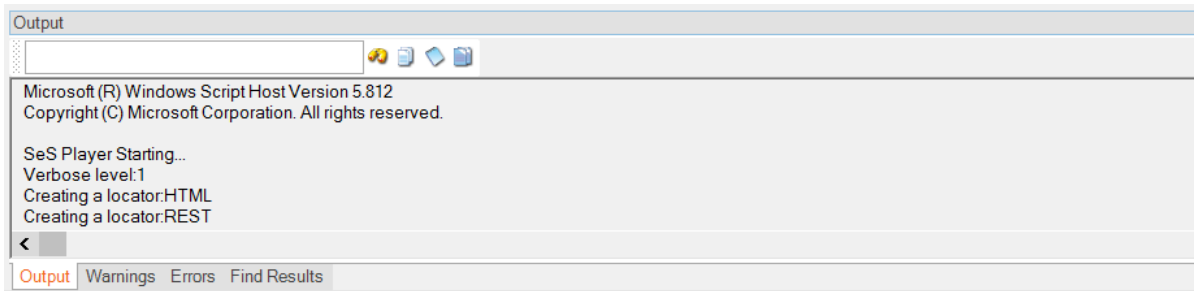 Output
Microsoft (R) Windows Script Host Version 5.812
Copyright (C) Microsoft Corporation. All rights reserved.
SeS Player Starting...
Verbose level:1
Creating a locator:HTML
Creating a locator:REST
Output Warnings Errors Find Results